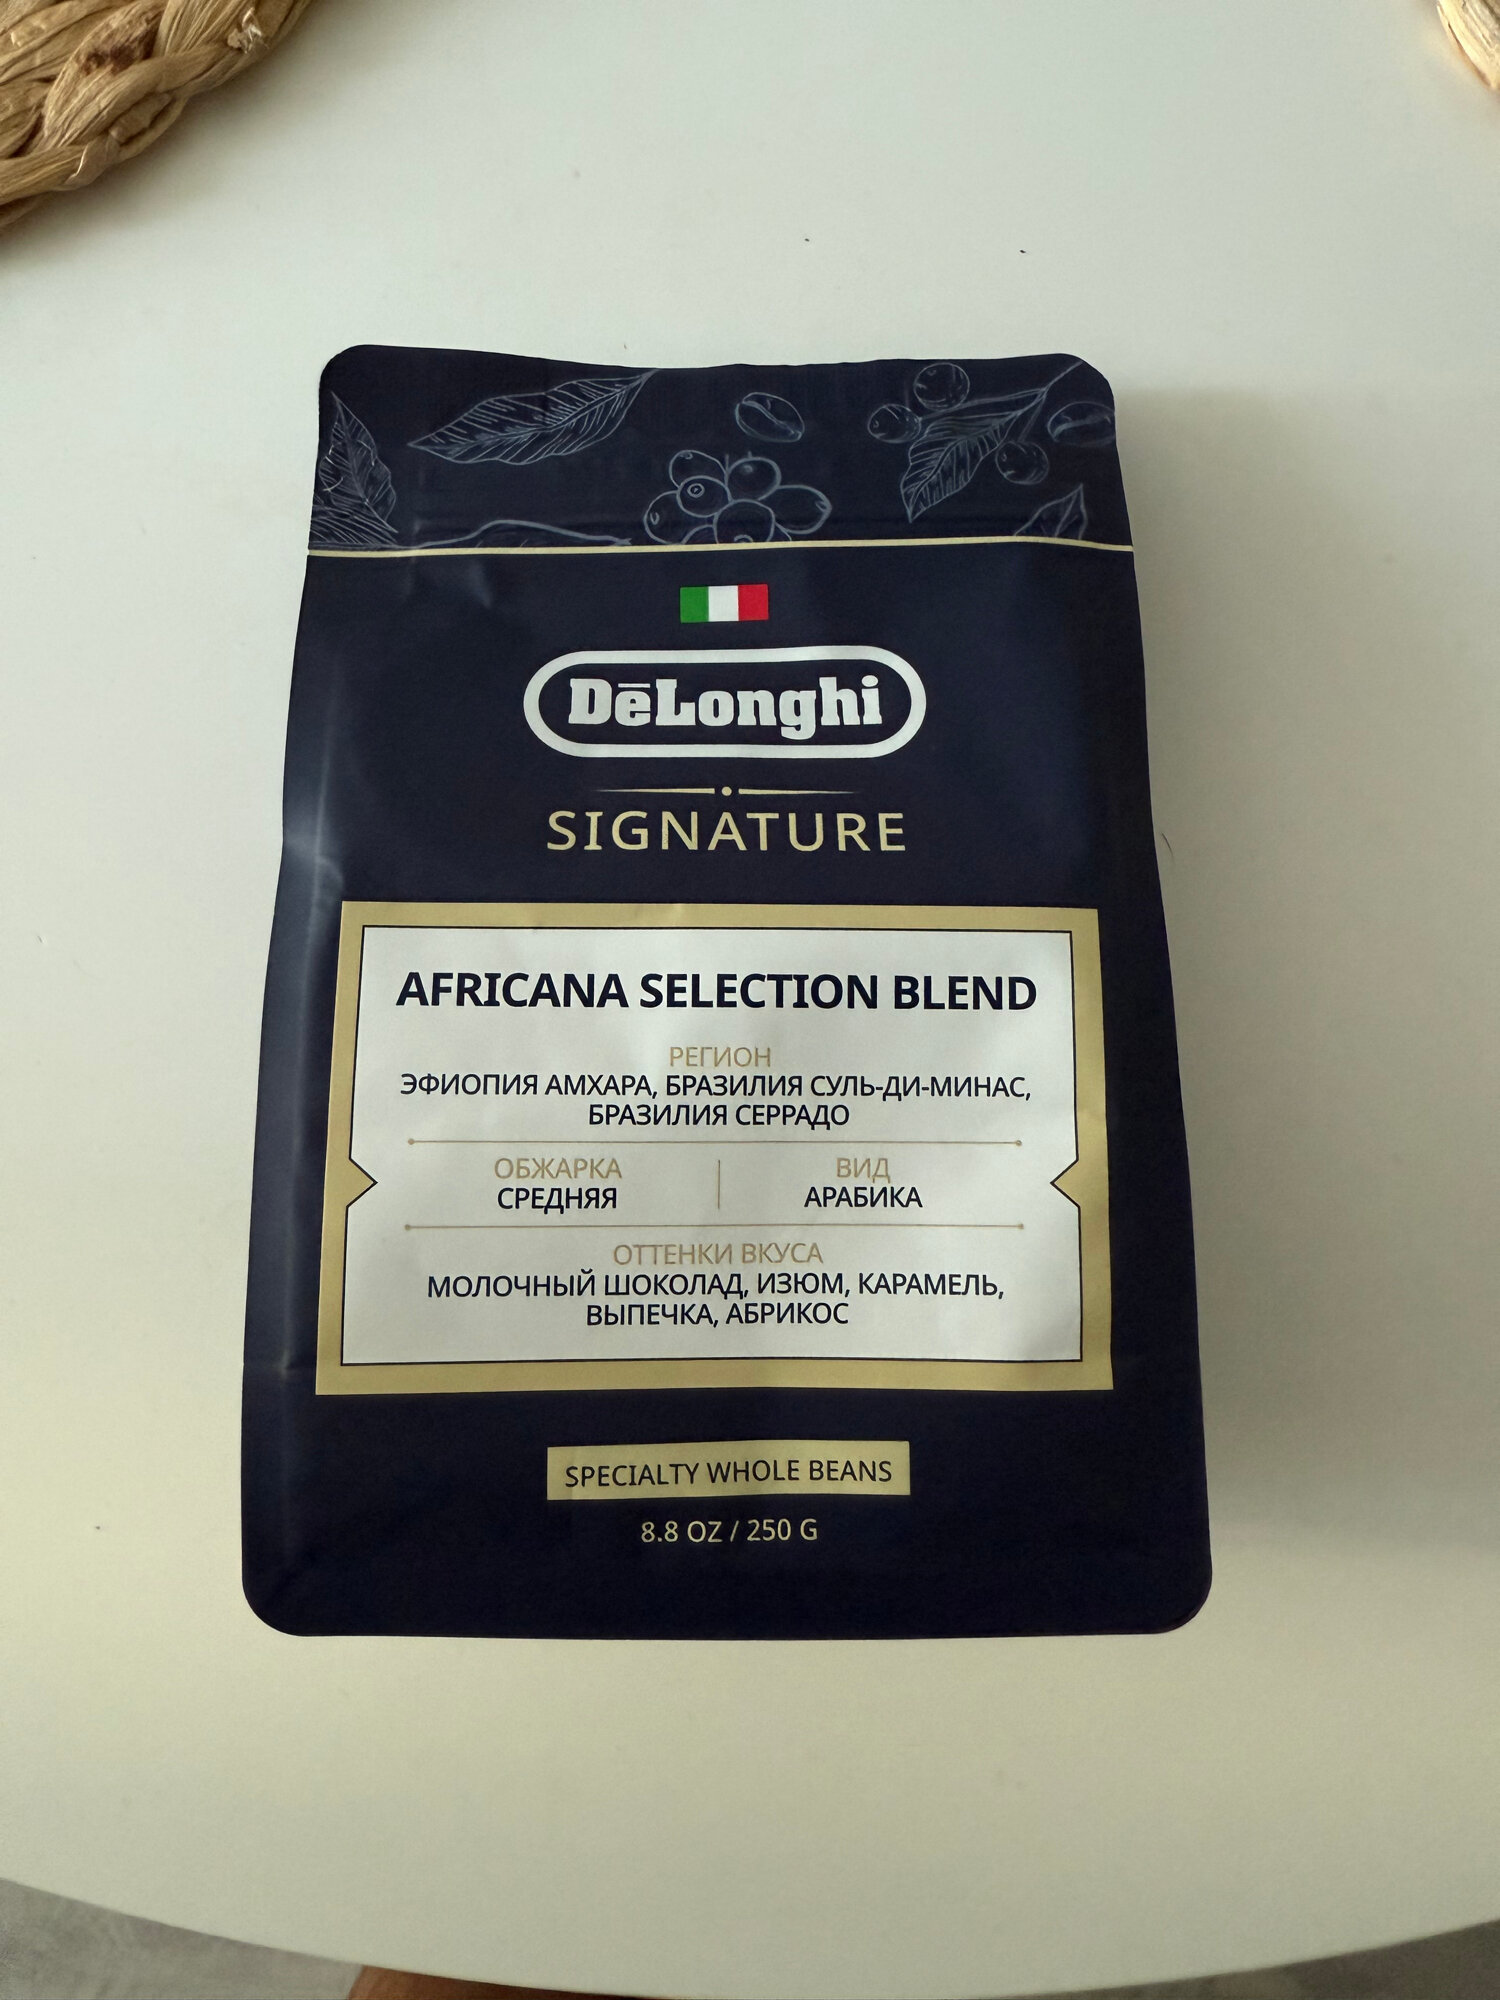 DēLonghi
SIGNATURE
AFRICANA SELECTION BLEND
РЕГИОН
ЭФИОПИЯ АМХАРА, БРАЗИЛИЯ СУЛЬ-ДИ-МИНАС,
БРАЗИЛИЯ СЕРРАДО
ОБЖАРКА ВИД
СРЕДНЯЯ АРАБИКА
ОТТЕНКИ ВКУСА
МОЛОЧНЫЙ ШОКОЛАД, ИЗЮМ, КАРАМЕЛЬ,
ВЫПЕЧКА, АБРИКОС
SPECIALTY WHOLE BEANS
8.8 OZ / 250 G